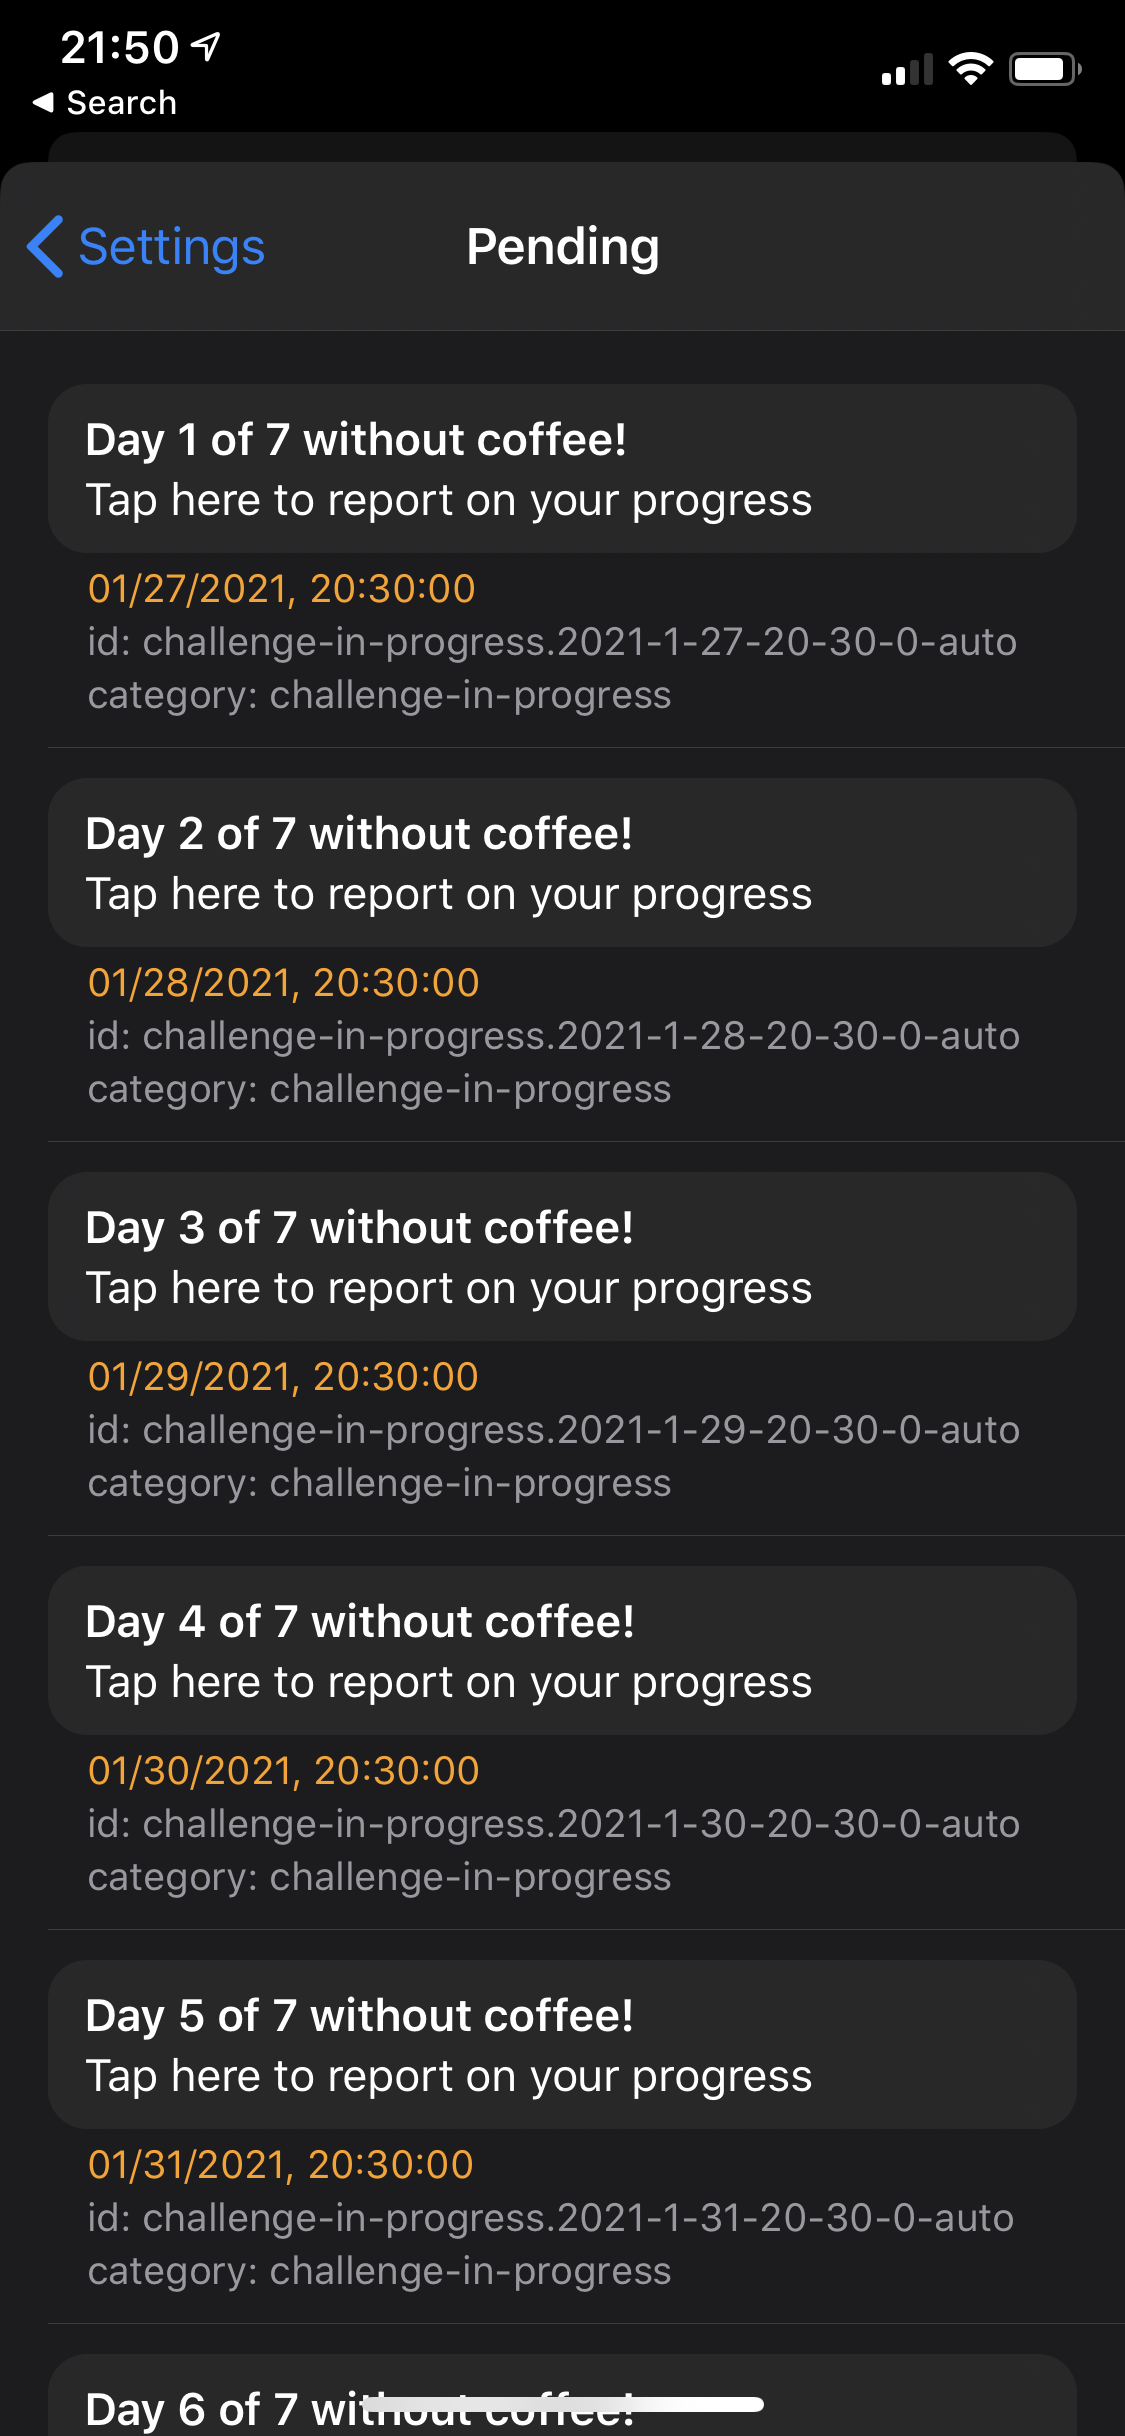 21:50
◀ Search
Settings
Pending
Day 1 of 7 without coffee!
Tap here to report on your progress
01/27/2021, 20:30:00
id: challenge-in-progress.2021-1-27-20-30-0-auto
category: challenge-in-progress
Day 2 of 7 without coffee!
Tap here to report on your progress
01/28/2021, 20:30:00
id: challenge-in-progress.2021-1-28-20-30-0-auto
category: challenge-in-progress
Day 3 of 7 without coffee!
Tap here to report on your progress
01/29/2021, 20:30:00
id: challenge-in-progress.2021-1-29-20-30-0-auto
category: challenge-in-progress
Day 4 of 7 without coffee!
Tap here to report on your progress
01/30/2021, 20:30:00
id: challenge-in-progress.2021-1-30-20-30-0-auto
category: challenge-in-progress
Day 5 of 7 without coffee!
Tap here to report on your progress
01/31/2021, 20:30:00
id: challenge-in-progress.2021-1-31-20-30-0-auto
category: challenge-in-progress
Day 6 of 7 without coffee!